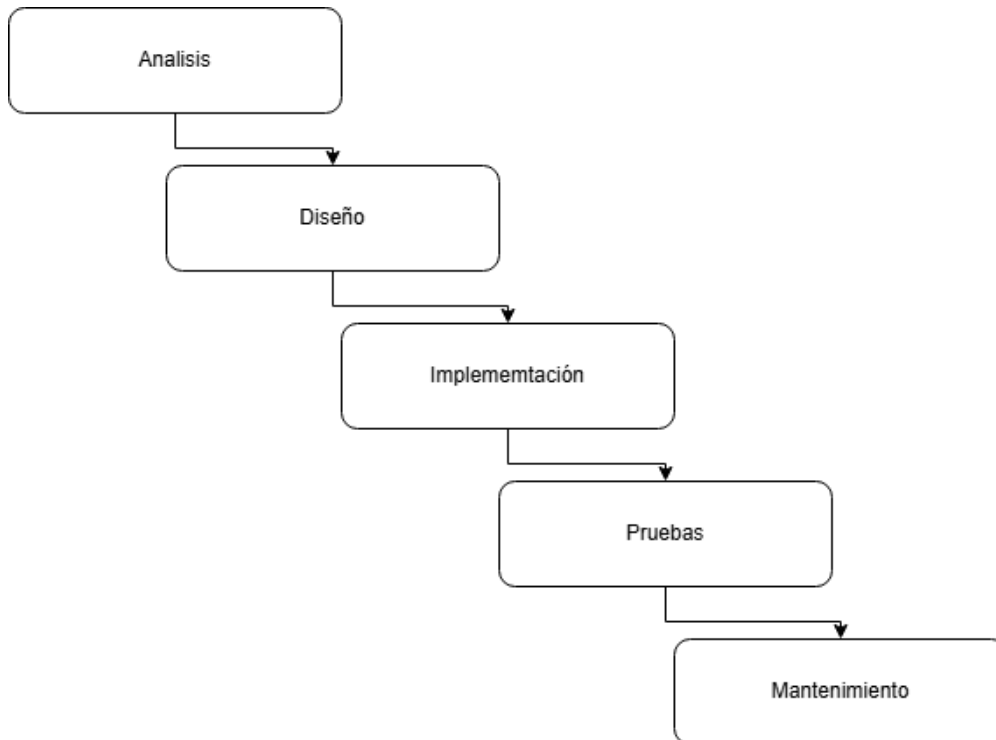 Analisis
Diseño
Implememtación
Pruebas
Mantenimiento